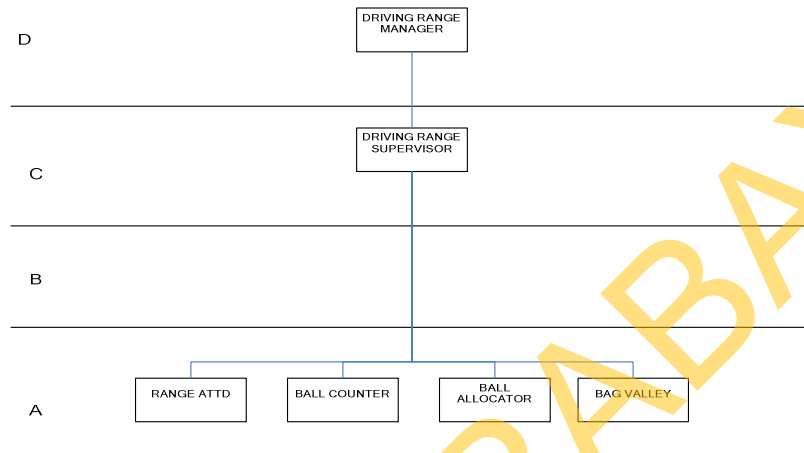 D
DRIVING RANGE
MANAGER
C
DRIVING RANGE
SUPERVISOR
B
A
RANGE ATTD
BALL COUNTER
BALL
ALLOCATOR
BAG VALLEY